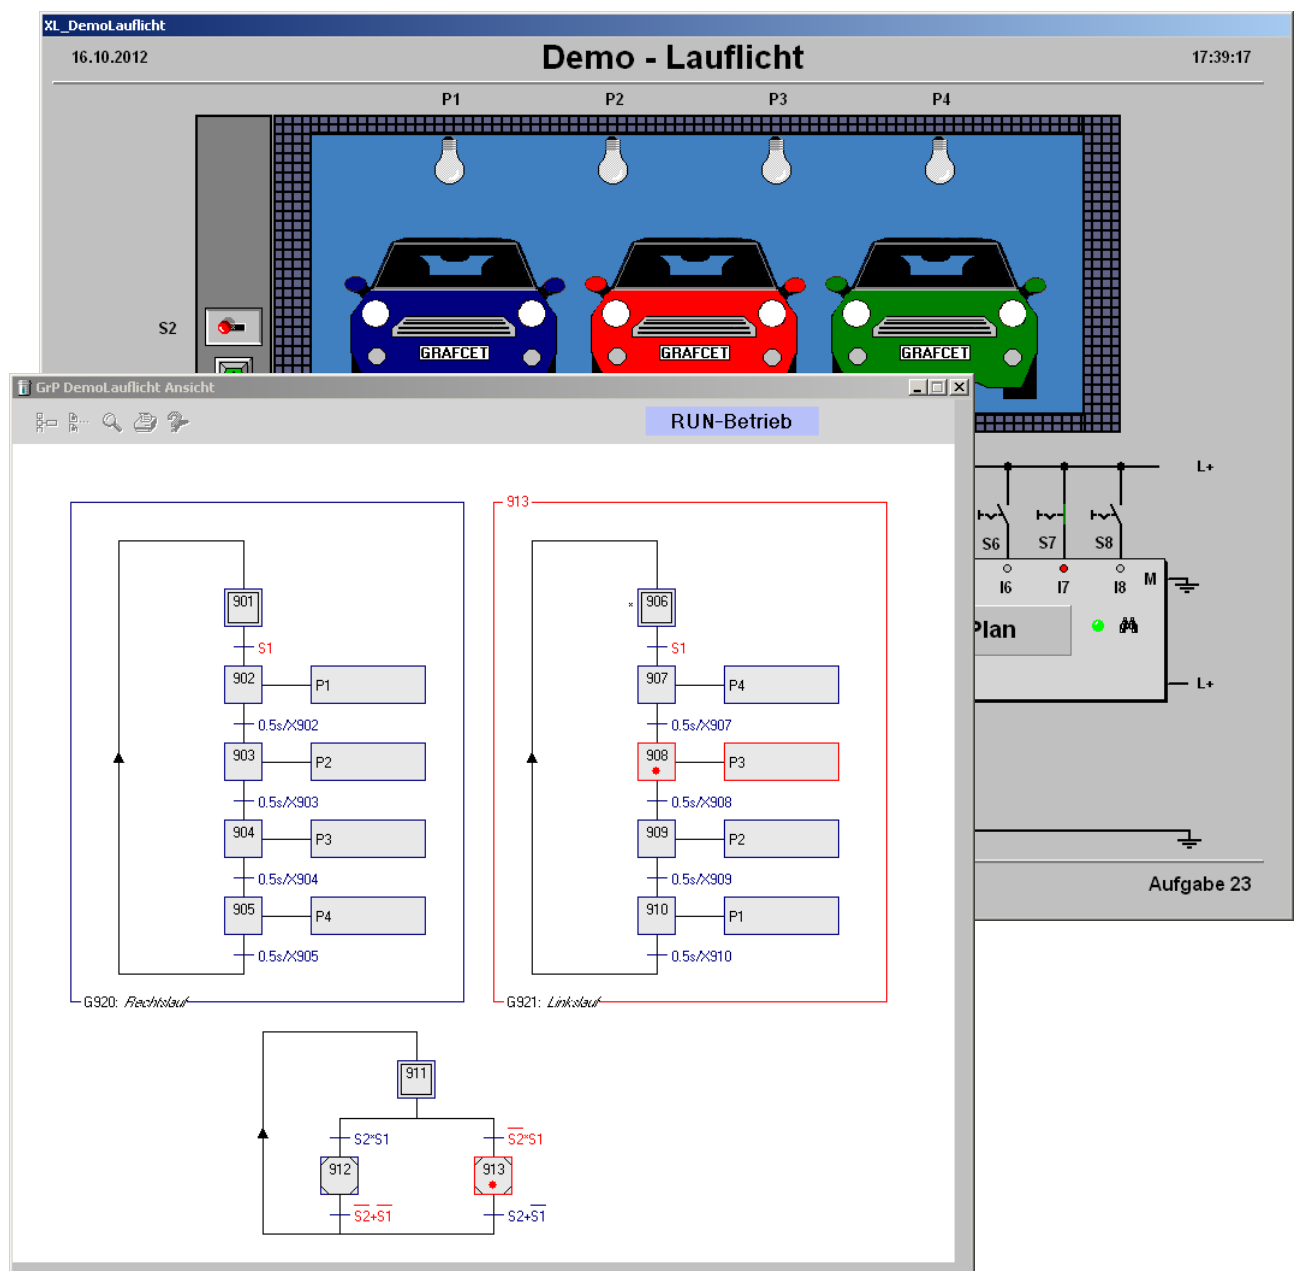 XL_DemoLauflicht
16.10.2012
Demo - Lauflicht
17:39:17
P1 P2 P3 P4
S2
GRAFCET GRAFCET GRAFCET
GrP DemoLauflicht Ansicht
RUN-Betrieb
L+
S6 S7 S8
I6 I7 I8 M
Plan
L+
Aufgabe 23
901
S1
902 P1
0.5s/X902
903 P2
0.5s/X903
904 P3
0.5s/X904
905 P4
0.5s/X905
G920: Rechtslauf
913
906
S1
907 P4
0.5s/X907
908 P3
0.5s/X908
909 P2
0.5s/X909
910 P1
0.5s/X910
G921: Linkslauf
911
S2*S1 S̅2̅*S1
912 913
S̅2̅+S̅1̅ S2+S̅1̅